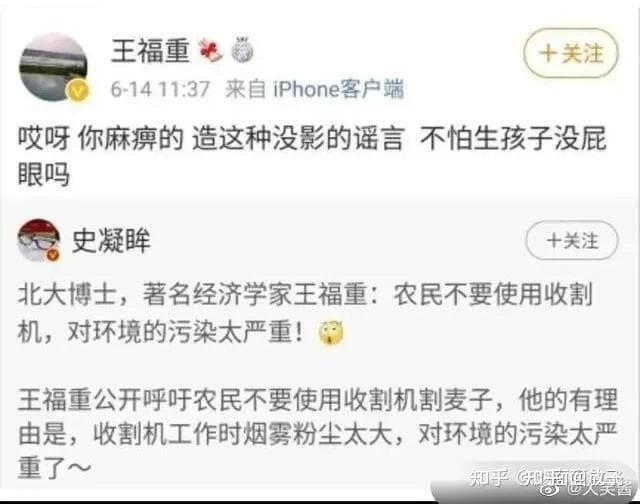 王福重
+关注
6-14 11:37 来自 iPhone客户端
哎呀 你麻痹的 造这种没影的谣言 不怕生孩子没屁
眼吗
史凝眸
+关注
北大博士，著名经济学家王福重：农民不要使用收割
机，对环境的污染太严重！
王福重公开呼吁农民不要使用收割机割麦子，他的有理
由是，收割机工作时烟雾粉尘太大，对环境的污染太严
重了～
知乎